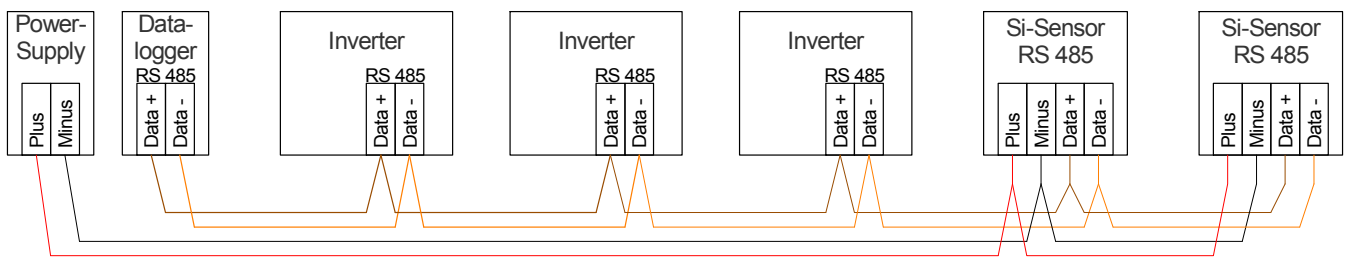 Power-
Supply
Plus
Minus
Data-
logger
RS 485
Data +
Data -
Inverter
RS 485
Data +
Data -
Inverter
RS 485
Data +
Data -
Inverter
RS 485
Data +
Data -
Si-Sensor
RS 485
Plus
Minus
Data +
Data -
Si-Sensor
RS 485
Plus
Minus
Data +
Data -